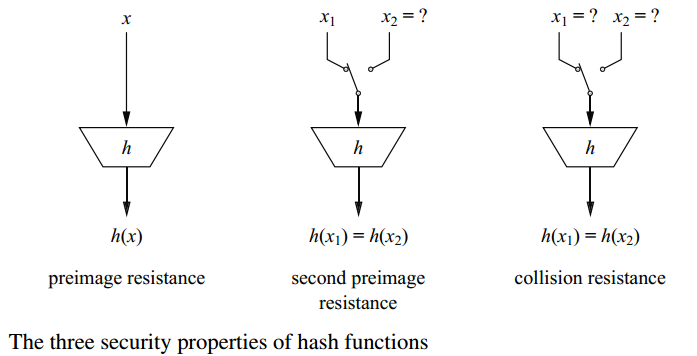 x
x₁ x₂ = ?
x₁ = ? x₂ = ?
h
h
h
h(x)
h(x₁) = h(x₂)
h(x₁) = h(x₂)
preimage resistance
second preimage
resistance
collision resistance
The three security properties of hash functions